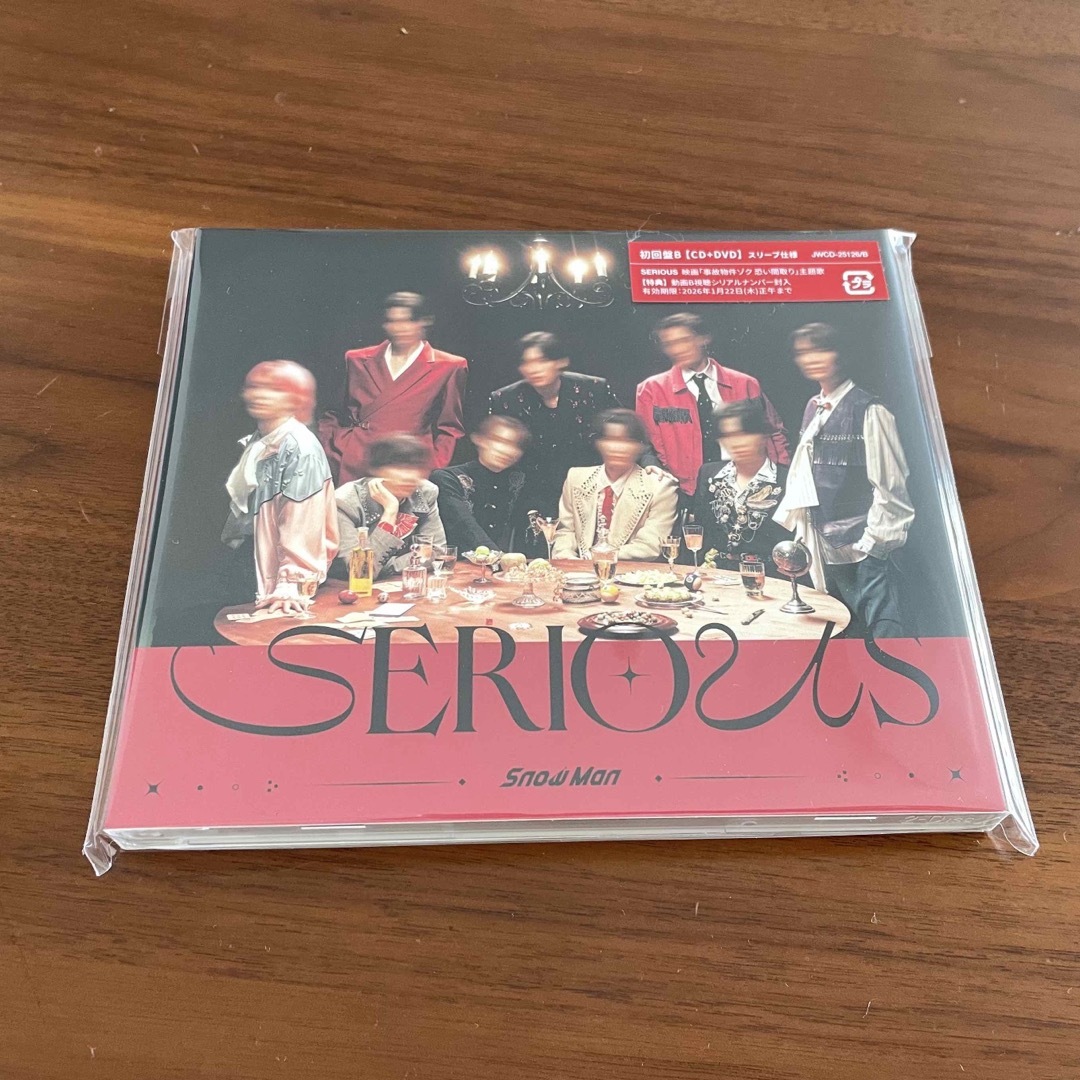 初回盤B【CD+DVD】スリーブ仕様 JWCD-25126/B
SERIOUS 映画「事故物件ゾク 恐い間取り」主題歌
【特典】動画B視聴シリアルナンバー封入
有効期限:2026年1月22日(木)正午まで
SERIOUS
Snow Man